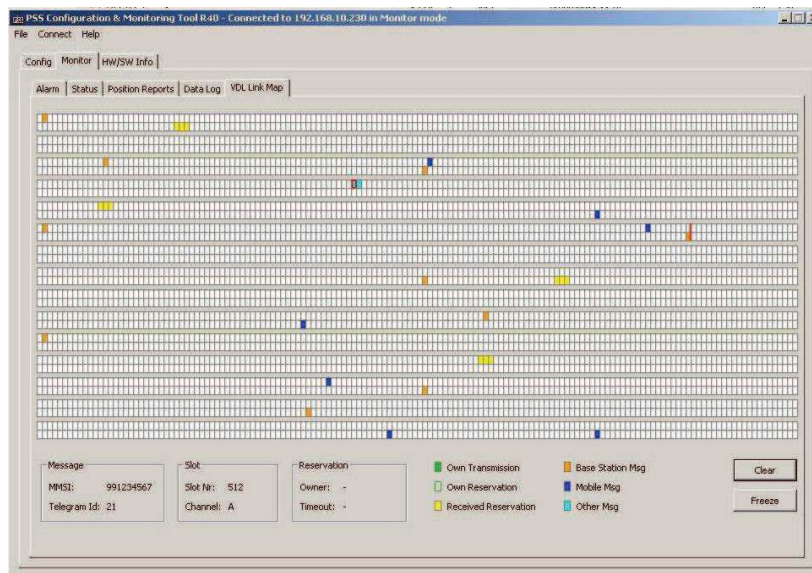 PSS Configuration & Monitoring Tool R40 - Connected to 192.168.10.230 in Monitor mode
File Connect Help
Config Monitor HW/SW Info
Alarm Status Position Reports Data Log VDL Link Map
Message
MMSI: 991234567
Telegram Id: 21
Slot
Slot Nr: 512
Channel: A
Reservation
Owner: -
Timeout: -
Own Transmission
Own Reservation
Received Reservation
Base Station Msg
Mobile Msg
Other Msg
Clear
Freeze